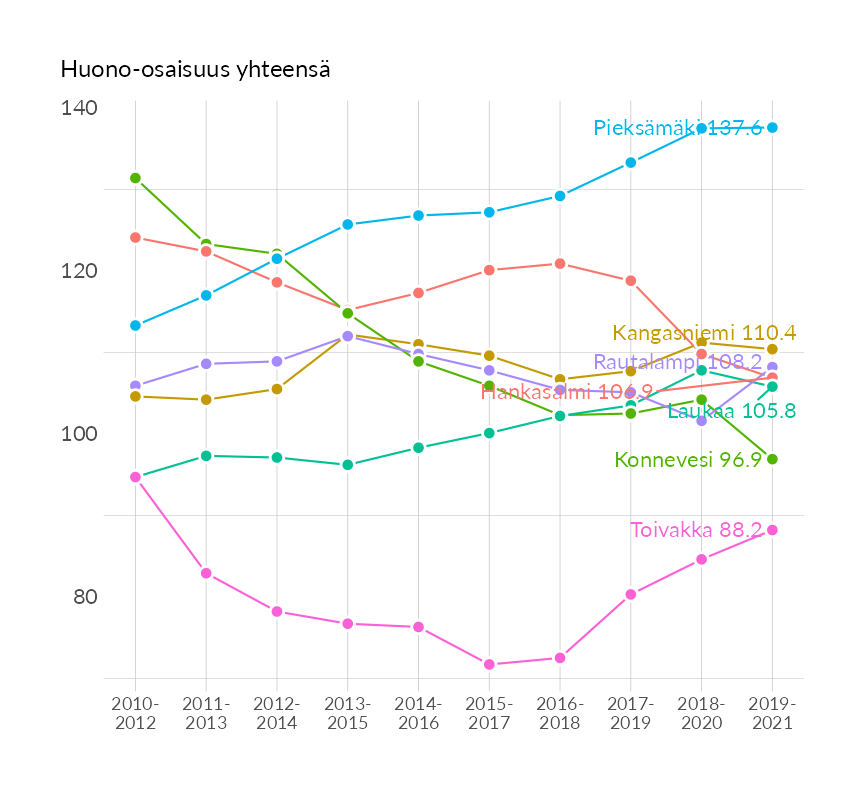 Huono-osaisuus yhteensä
140
120
100
80
Pieksämäki 137.6
Kangasniemi 110.4
Rautalampi 108.2
Hankasalmi 106.9
Laukaa 105.8
Konnevesi 96.9
Toivakka 88.2
2010- 2011- 2012- 2013- 2014- 2015- 2016- 2017- 2018- 2019-
2012 2013 2014 2015 2016 2017 2018 2019 2020 2021